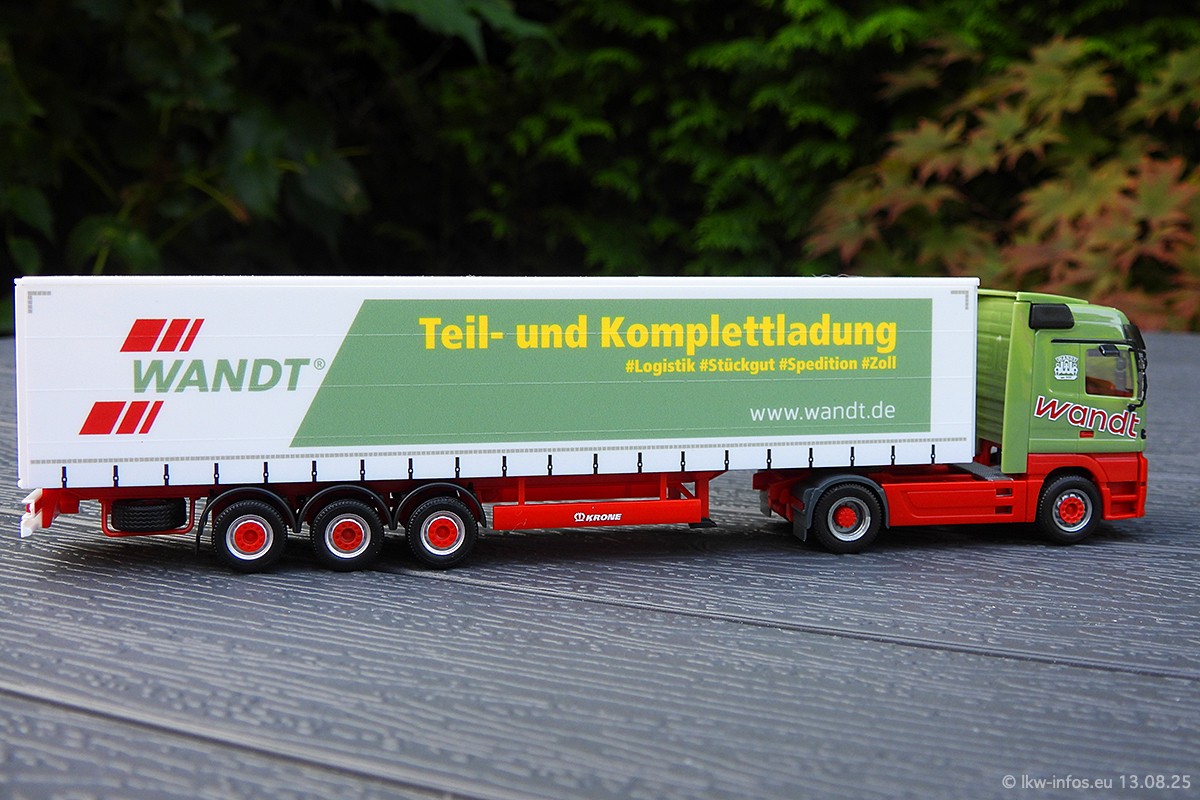 Teil- und Komplettladung
#Logistik #Stückgut #Spedition #Zoll
WANDT®
www.wandt.de
wandt
KRONE
© lkw-infos.eu 13.08.25